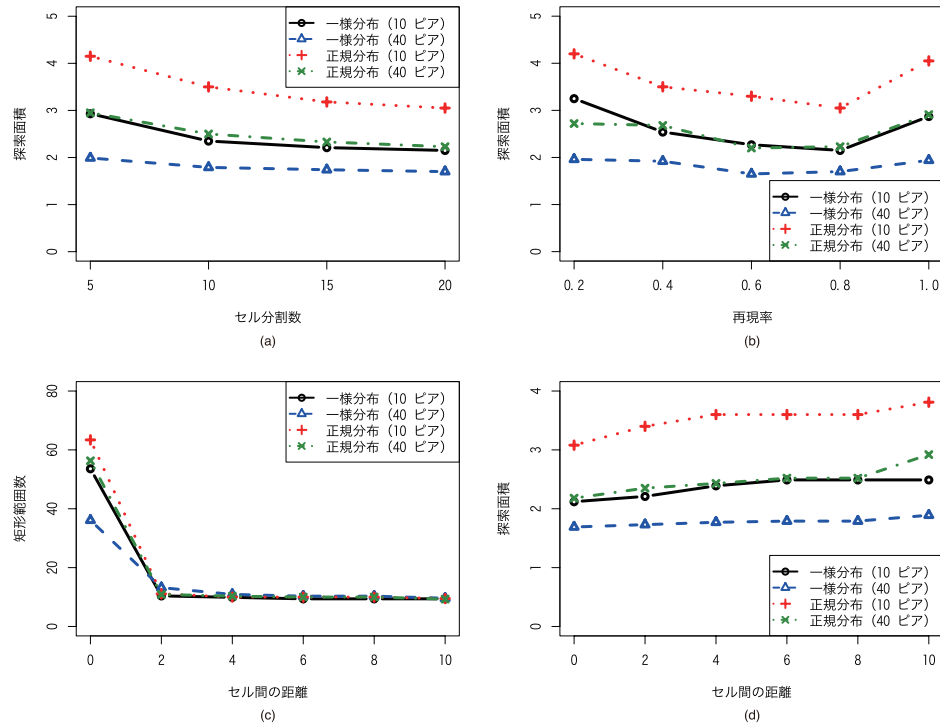 探索面積
5
4
3
2
1
0
一様分布（10 ピア）
一様分布（40 ピア）
正規分布（10 ピア）
正規分布（40 ピア）
5 10 15 20
セル分割数
(a)
探索面積
5
4
3
2
1
0
一様分布（10 ピア）
一様分布（40 ピア）
正規分布（10 ピア）
正規分布（40 ピア）
0.2 0.4 0.6 0.8 1.0
再現率
(b)
矩形範囲数
80
60
40
20
0
一様分布（10 ピア）
一様分布（40 ピア）
正規分布（10 ピア）
正規分布（40 ピア）
0 2 4 6 8 10
セル間の距離
(c)
探索面積
4
3
2
1
0
一様分布（10 ピア）
一様分布（40 ピア）
正規分布（10 ピア）
正規分布（40 ピア）
0 2 4 6 8 10
セル間の距離
(d)